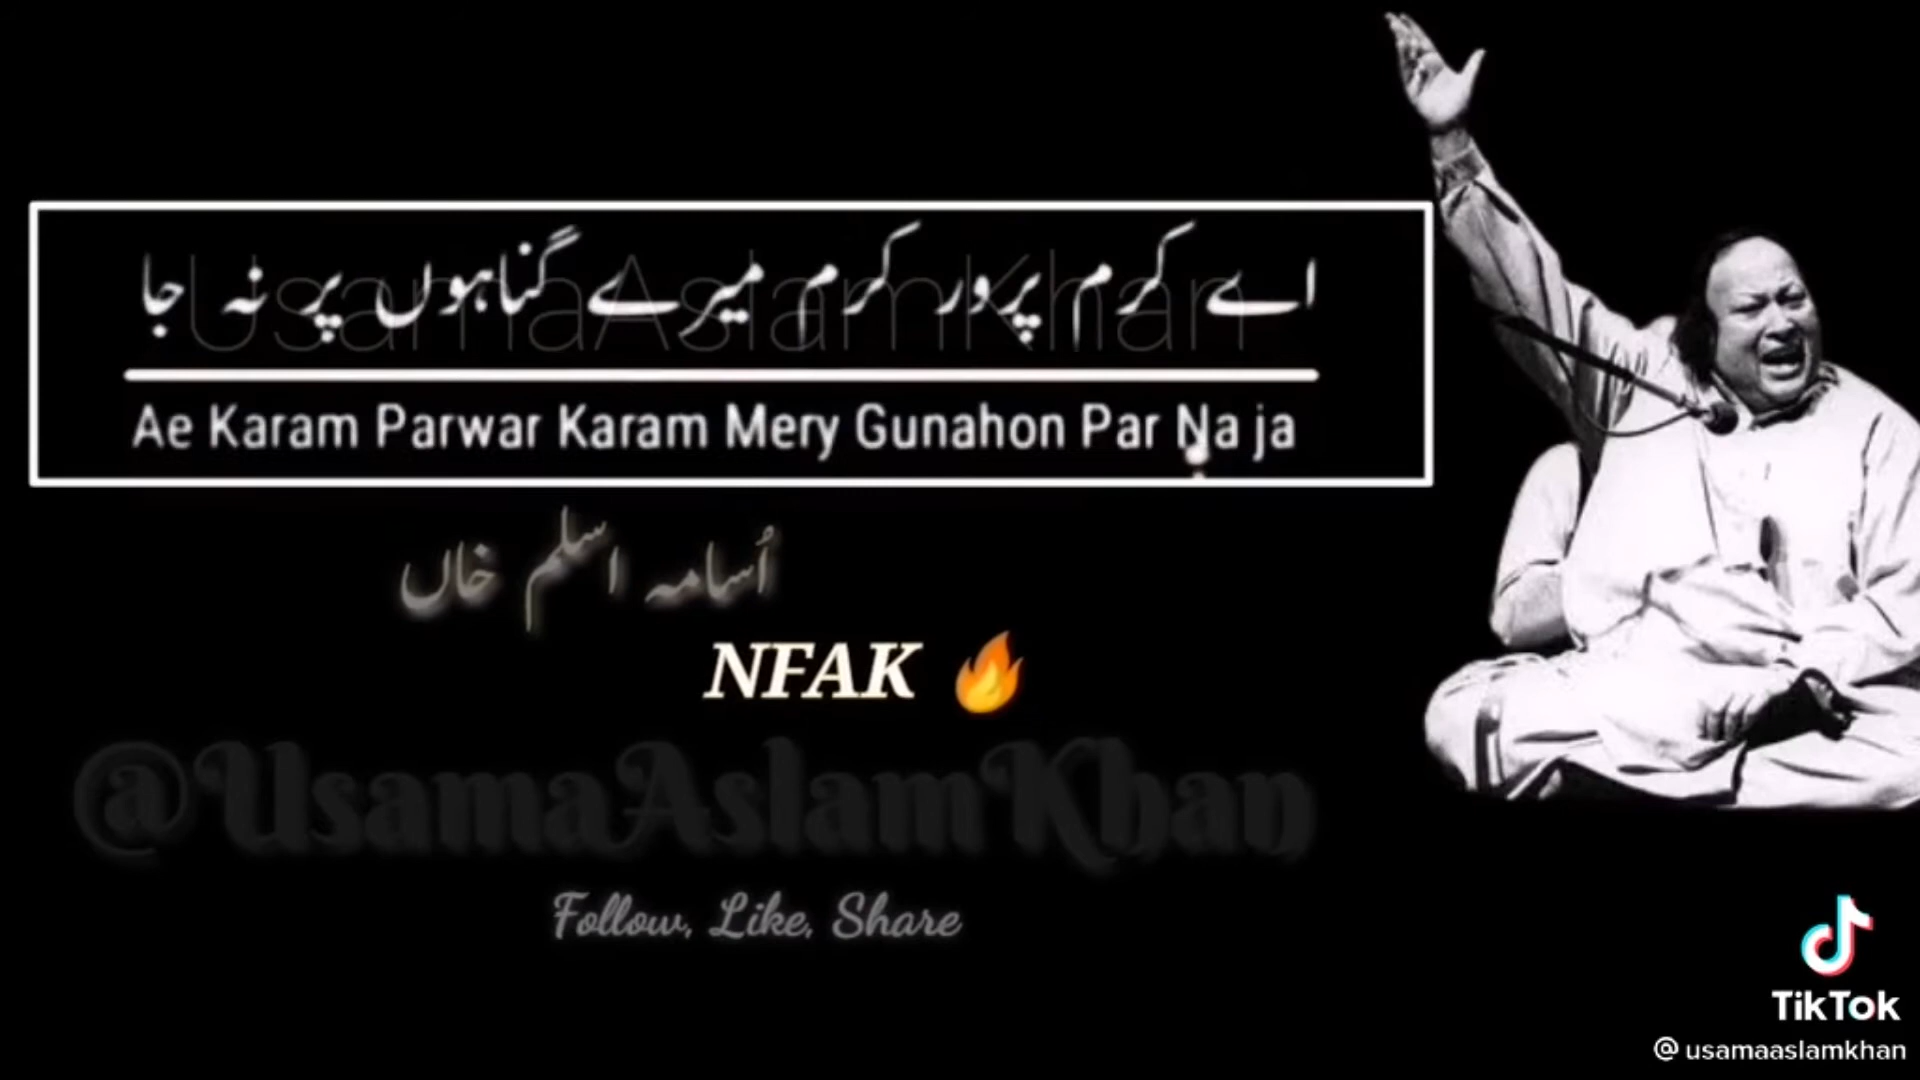 اے کرم پرور کرم میرے گناہوں پر نہ جا
UsamaAslamKhan
Ae Karam Parwar Karam Mery Gunahon Par Na ja
اُسامہ اسلم خاں
NFAK 🔥
@UsamaAslamKhan
Follow, Like, Share
TikTok
@usamaaslamkhan